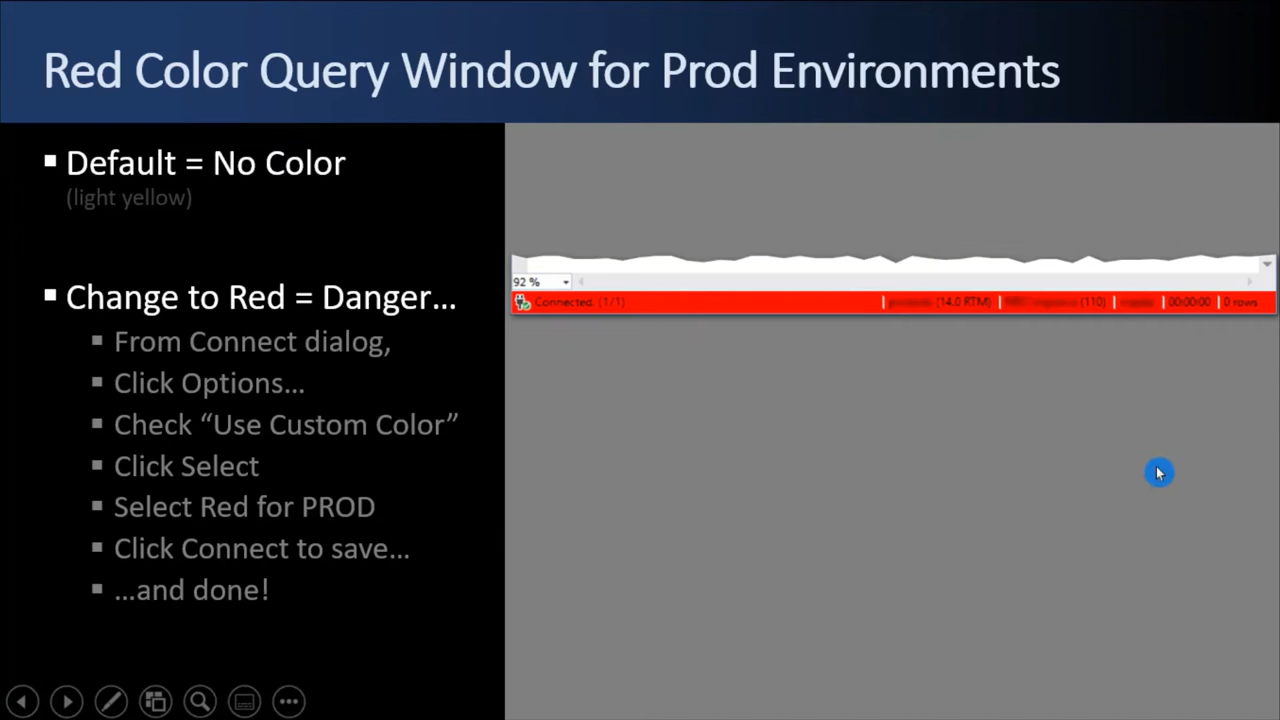 Red Color Query Window for Prod Environments
▪ Default = No Color
(light yellow)
▪ Change to Red = Danger…
▪ From Connect dialog,
▪ Click Options…
▪ Check “Use Custom Color”
▪ Click Select
▪ Select Red for PROD
▪ Click Connect to save…
▪ …and done!
92 %
Connected. (1/1) | (14.0 RTM) | (110) | | 00:00:00 | 0 rows